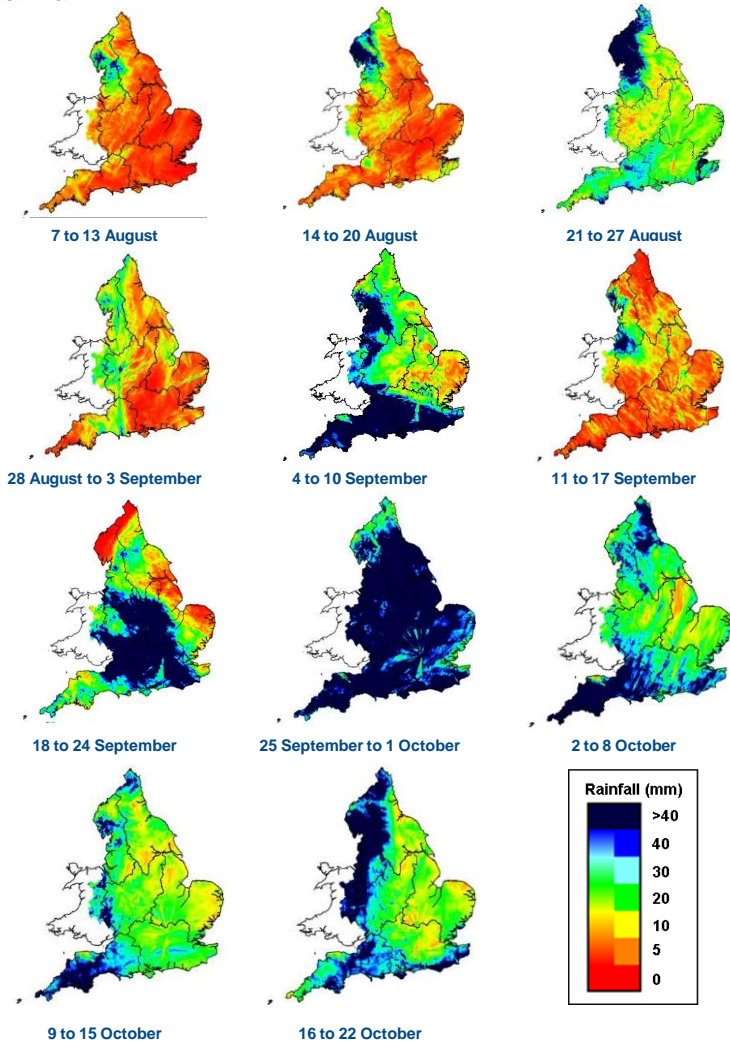 7 to 13 August
14 to 20 August
21 to 27 August
28 August to 3 September
4 to 10 September
11 to 17 September
18 to 24 September
25 September to 1 October
2 to 8 October
Rainfall (mm)
>40
40
30
20
10
5
0
9 to 15 October
16 to 22 October